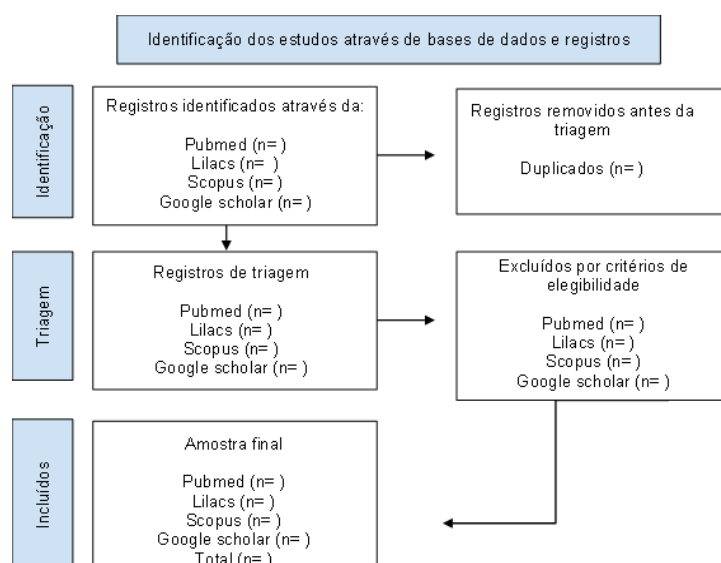 Identificação dos estudos através de bases de dados e registros
Identificação
Registros identificados através da:
Pubmed (n= )
Lilacs (n=  )
Scopus (n= )
Google scholar (n= )
Registros removidos antes da
triagem
Duplicados (n= )
Triagem
Registros de triagem
Pubmed (n= )
Lilacs (n= )
Scopus (n= )
Google scholar (n= )
Excluídos por critérios de
elegibilidade
Pubmed (n= )
Lilacs (n= )
Scopus (n= )
Google scholar (n= )
Incluídos
Amostra final
Pubmed (n= )
Lilacs (n= )
Scopus (n= )
Google scholar (n= )
Total (n= )